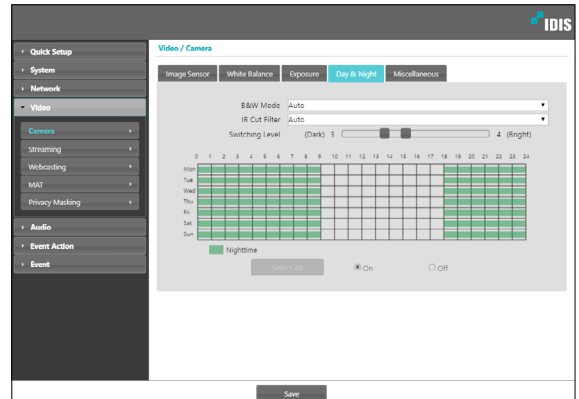 IDIS
Quick Setup
System
Network
Video
Camera
Streaming
Webcasting
MAT
Privacy Masking
Audio
Event Action
Event
Video / Camera
Image Sensor White Balance Exposure Day & Night Miscellaneous
B&W Mode Auto
IR Cut Filter Auto
Switching Level (Dark) 3 4 (Bright)
0 1 2 3 4 5 6 7 8 9 10 11 12 13 14 15 16 17 18 19 20 21 22 23 24
Mon
Tue
Wed
Thu
Fri
Sat
Sun
Nighttime
Select All On Off
Save